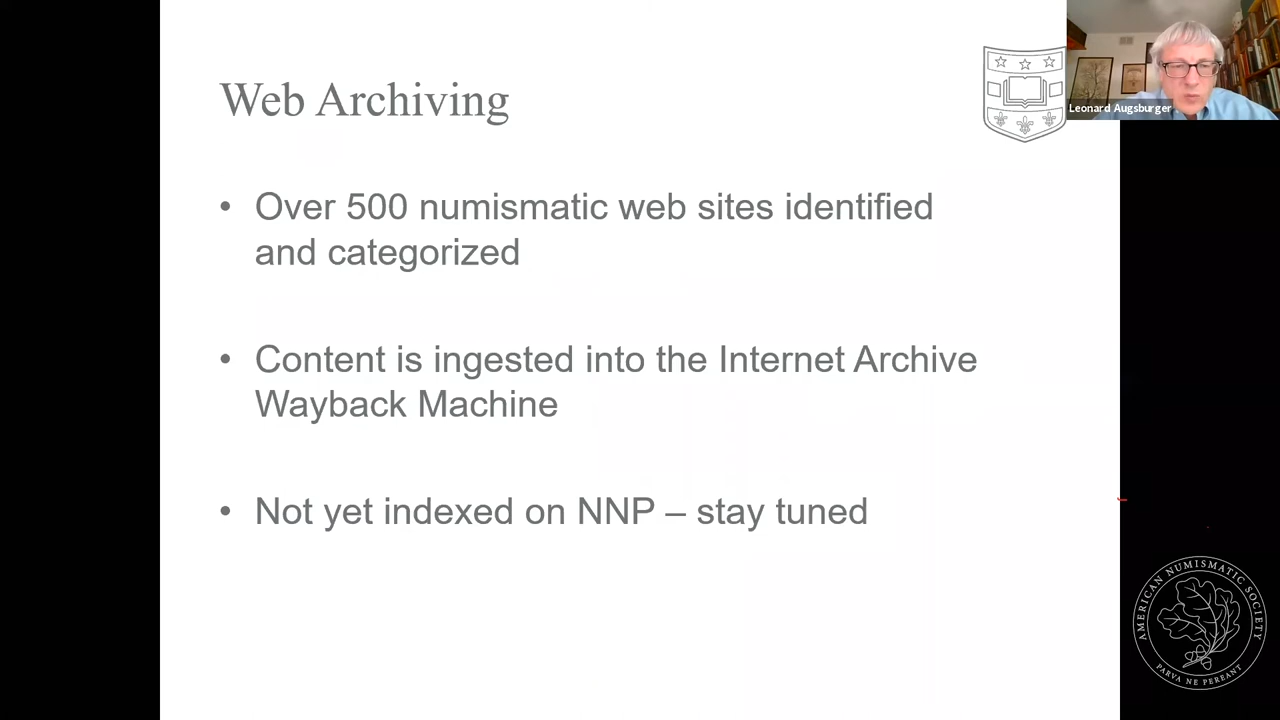 Web Archiving
Leonard Augsburger
• Over 500 numismatic web sites identified
and categorized
• Content is ingested into the Internet Archive
Wayback Machine
• Not yet indexed on NNP – stay tuned
AMERICAN NUMISMATIC SOCIETY
PARVA NE PEREANT